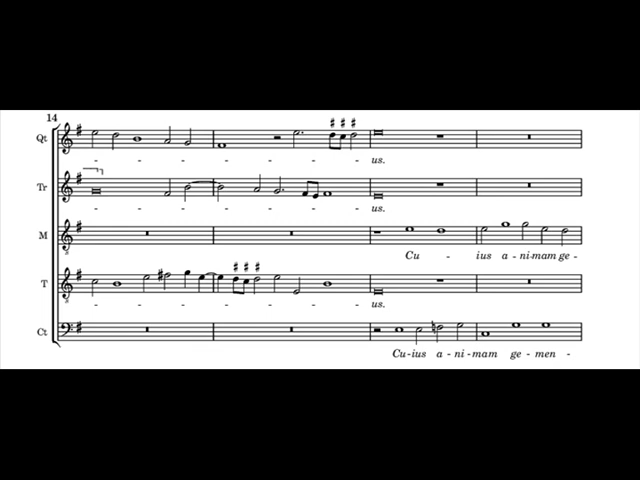 14
Qt
- - - - - - us.
Tr
- - - - - - us.
M
Cu - ius a - ni-mam ge -
T
- - - - - - us.
Ct
Cu-ius a - ni-mam ge - men -